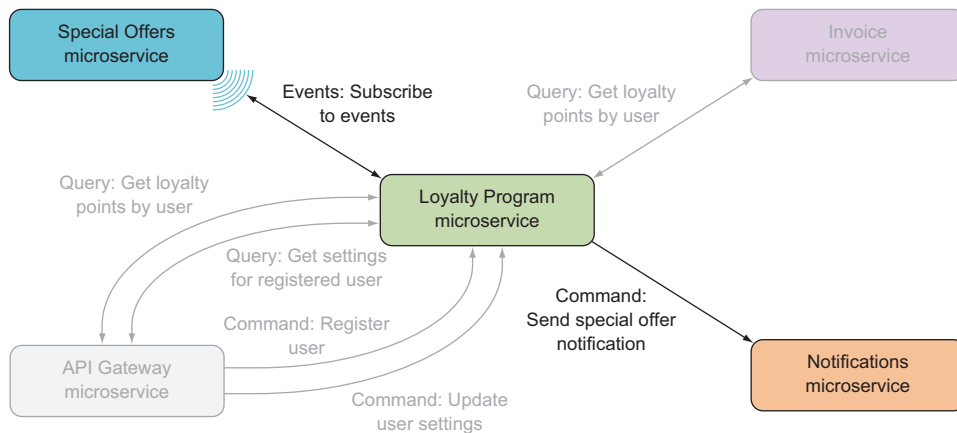 Special Offers
microservice
Invoice
microservice
Events: Subscribe
to events
Query: Get loyalty
points by user
Query: Get loyalty
points by user
Loyalty Program
microservice
Query: Get settings
for registered user
Command:
Send special offer
notification
Command: Register
user
API Gateway
microservice
Notifications
microservice
Command: Update
user settings